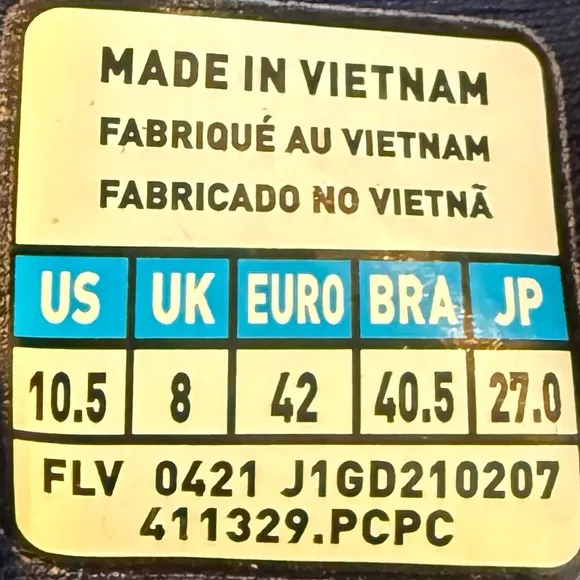 MADE IN VIETNAM
FABRIQUÉ AU VIETNAM
FABRICADO NO VIETNÃ
US UK EURO BRA JP
10.5 8 42 40.5 27.0
FLV 0421 J1GD210207
411329.PCPC